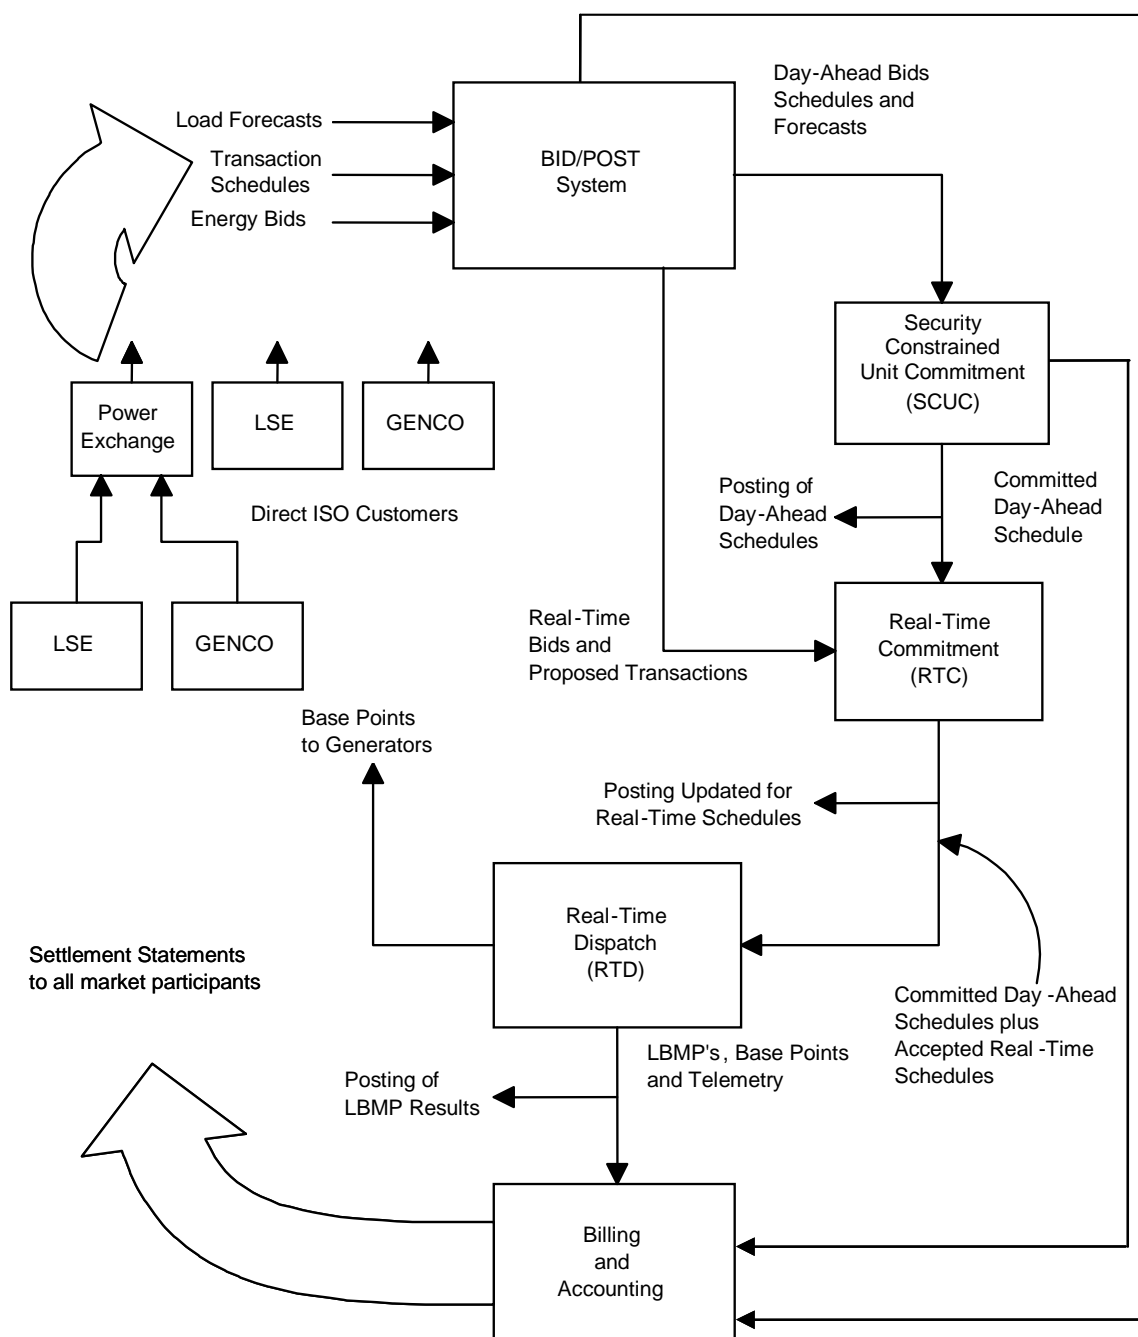 Day-Ahead Bids
Schedules and
Forecasts
Load Forecasts
Transaction
Schedules
Energy Bids
BID/POST
System
Security
Constrained
Unit Commitment
(SCUC)
Power
Exchange
LSE
GENCO
Direct ISO Customers
Posting of
Day-Ahead
Schedules
Committed
Day-Ahead
Schedule
LSE
GENCO
Real-Time
Bids and
Proposed Transactions
Real-Time
Commitment
(RTC)
Base Points
to Generators
Posting Updated for
Real-Time Schedules
Real-Time
Dispatch
(RTD)
Settlement Statements
to all market participants
Committed Day -Ahead
Schedules plus
Accepted Real -Time
Schedules
LBMP's, Base Points
and Telemetry
Posting of
LBMP Results
Billing
and
Accounting